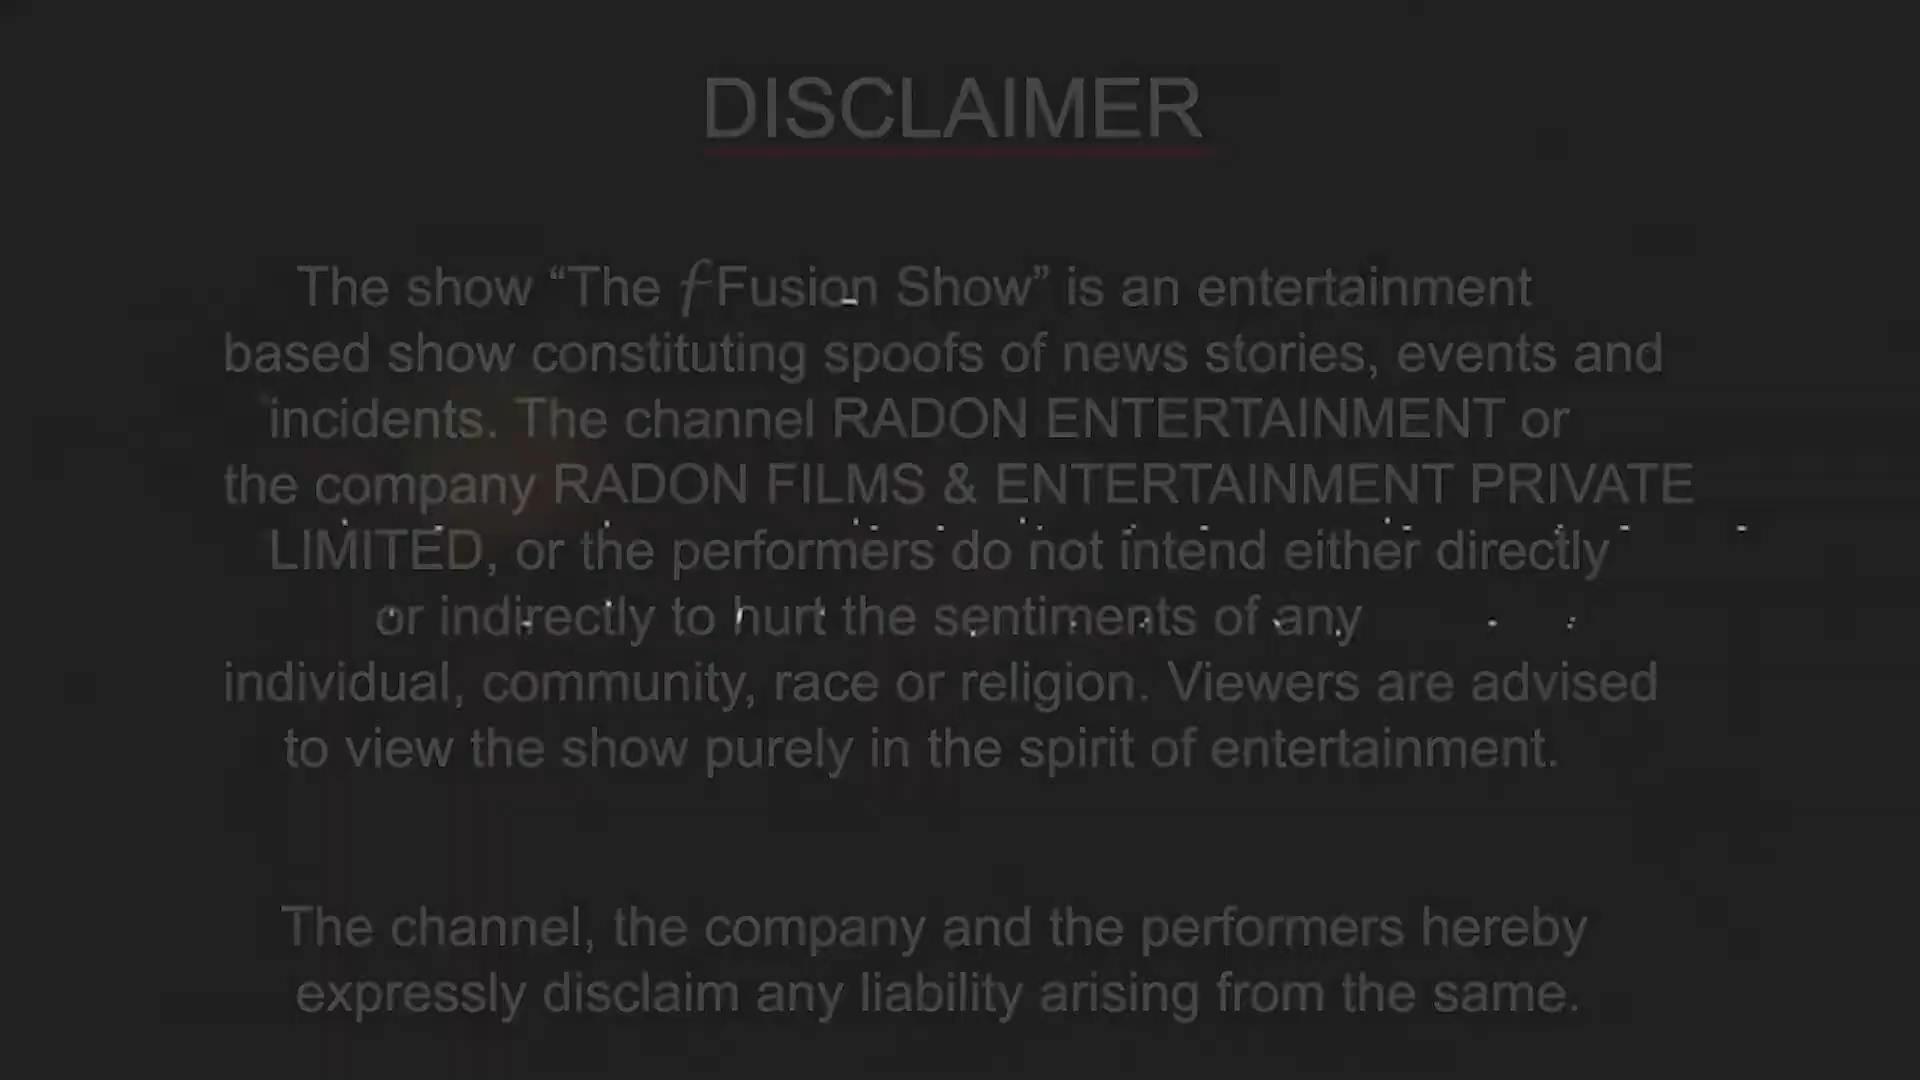 DISCLAIMER
The show “The fFusion Show” is an entertainment
based show constituting spoofs of news stories, events and
incidents. The channel RADON ENTERTAINMENT or
the company RADON FILMS & ENTERTAINMENT PRIVATE
LIMITED, or the performers do not intend either directly
or indirectly to hurt the sentiments of any
individual, community, race or religion. Viewers are advised
to view the show purely in the spirit of entertainment.
The channel, the company and the performers hereby
expressly disclaim any liability arising from the same.